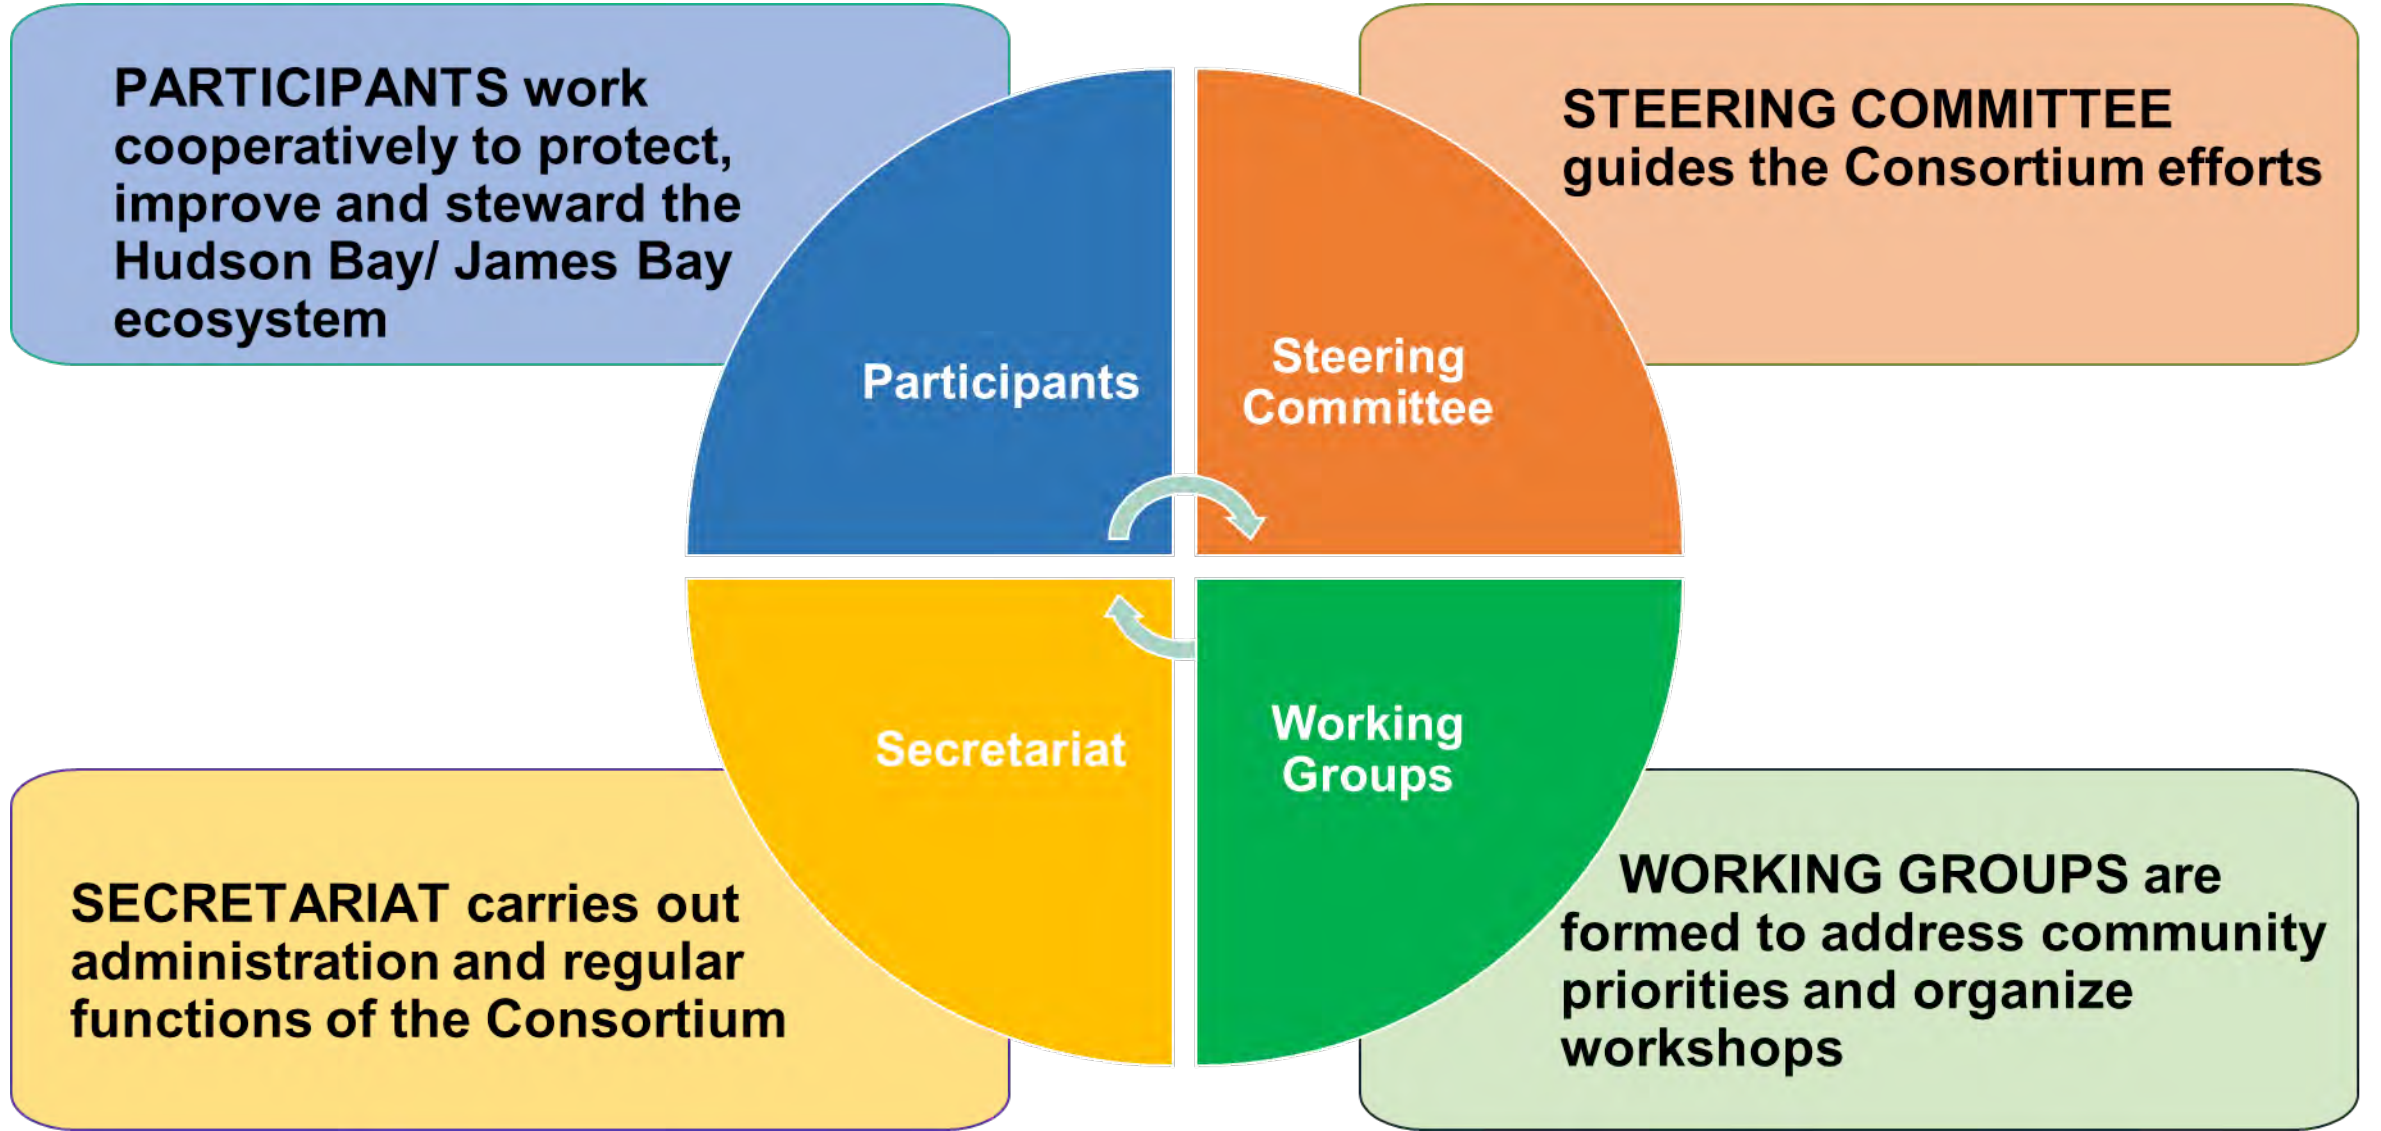 PARTICIPANTS work
cooperatively to protect,
improve and steward the
Hudson Bay/ James Bay
ecosystem
STEERING COMMITTEE
guides the Consortium efforts
Participants
Steering
Committee
Secretariat
Working
Groups
SECRETARIAT carries out
administration and regular
functions of the Consortium
WORKING GROUPS are
formed to address community
priorities and organize
workshops